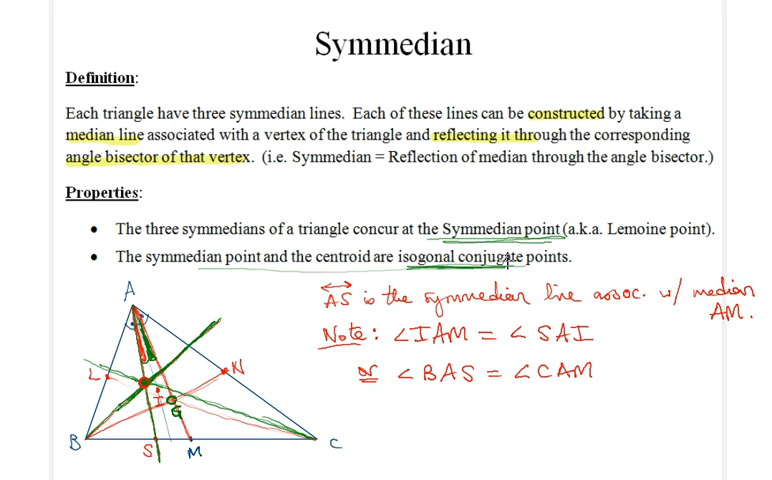 Symmedian
Definition:
Each triangle have three symmedian lines. Each of these lines can be constructed by taking a
median line associated with a vertex of the triangle and reflecting it through the corresponding
angle bisector of that vertex. (i.e. Symmedian = Reflection of median through the angle bisector.)
Properties:
• The three symmedians of a triangle concur at the Symmedian point (a.k.a. Lemoine point).
• The symmedian point and the centroid are isogonal conjugate points.
AS is the symmedian line assoc. w/ median
AM.
Note: ∠IAM = ∠SAI
or ∠BAS = ∠CAM
A
L
N
I
G
B
S
M
C